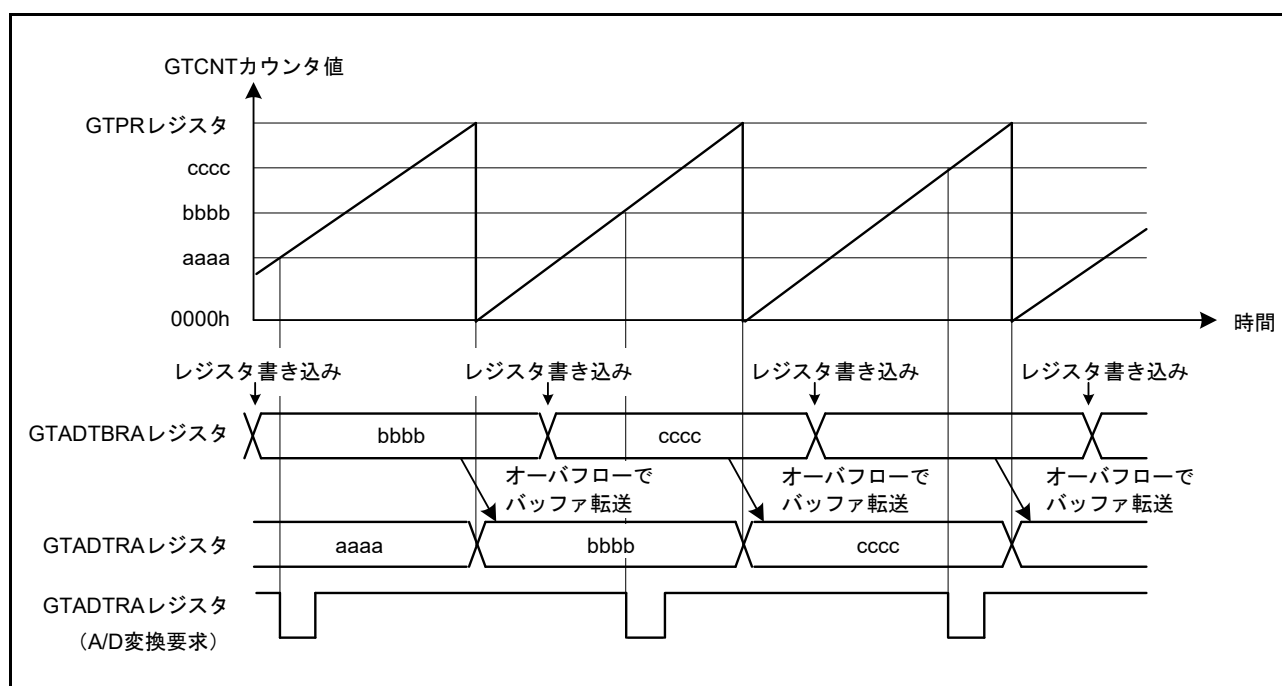 GTCNTカウンタ値
GTPRレジスタ
cccc
bbbb
aaaa
0000h
時間
レジスタ書き込み
レジスタ書き込み
レジスタ書き込み
レジスタ書き込み
GTADTBRAレジスタ
bbbb
cccc
オーバフローで
バッファ転送
オーバフローで
バッファ転送
オーバフローで
バッファ転送
GTADTRAレジスタ
aaaa
bbbb
cccc
GTADTRAレジスタ
（A/D変換要求）